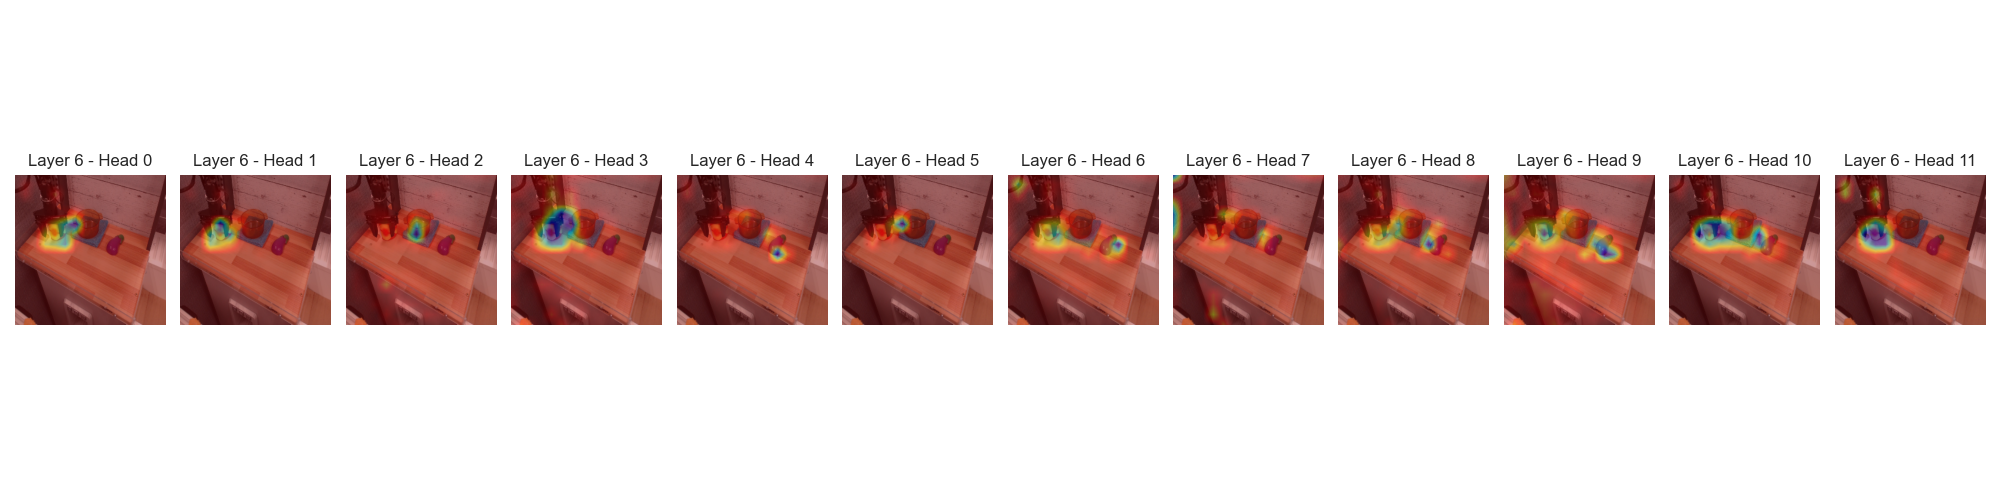 Layer 6 - Head 0
Layer 6 - Head 1
Layer 6 - Head 2
Layer 6 - Head 3
Layer 6 - Head 4
Layer 6 - Head 5
Layer 6 - Head 6
Layer 6 - Head 7
Layer 6 - Head 8
Layer 6 - Head 9
Layer 6 - Head 10
Layer 6 - Head 11